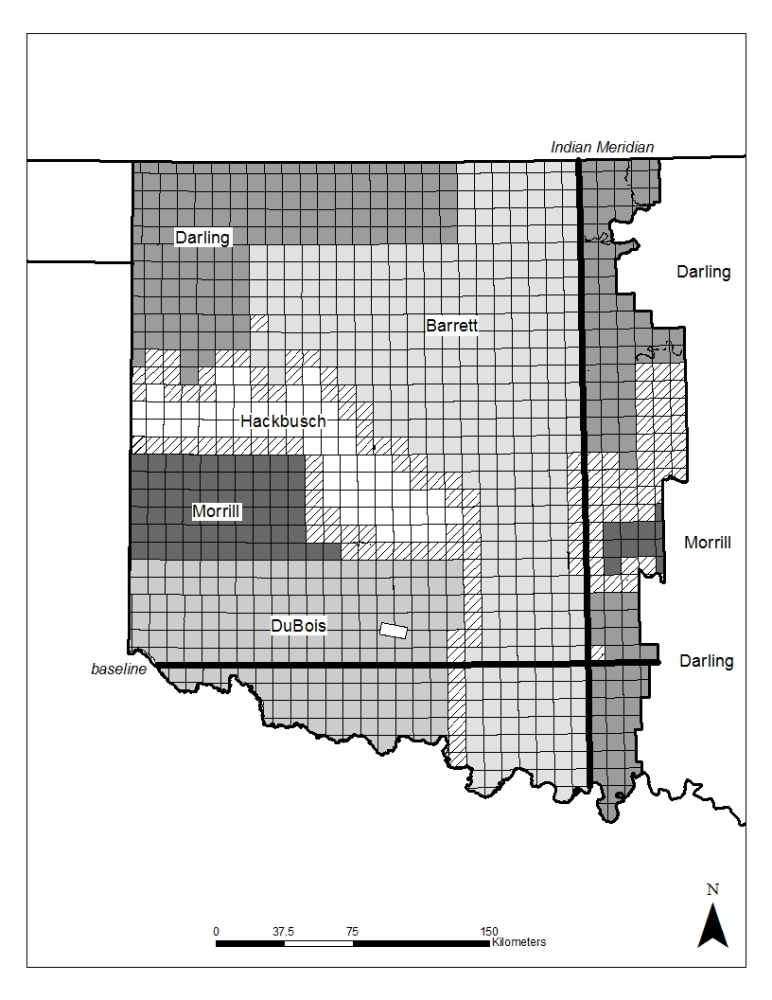 Indian Meridian
Darling
Darling
Barrett
Hackbusch
Morrill
Morrill
DuBois
Darling
baseline
N
0 37.5 75 150
Kilometers